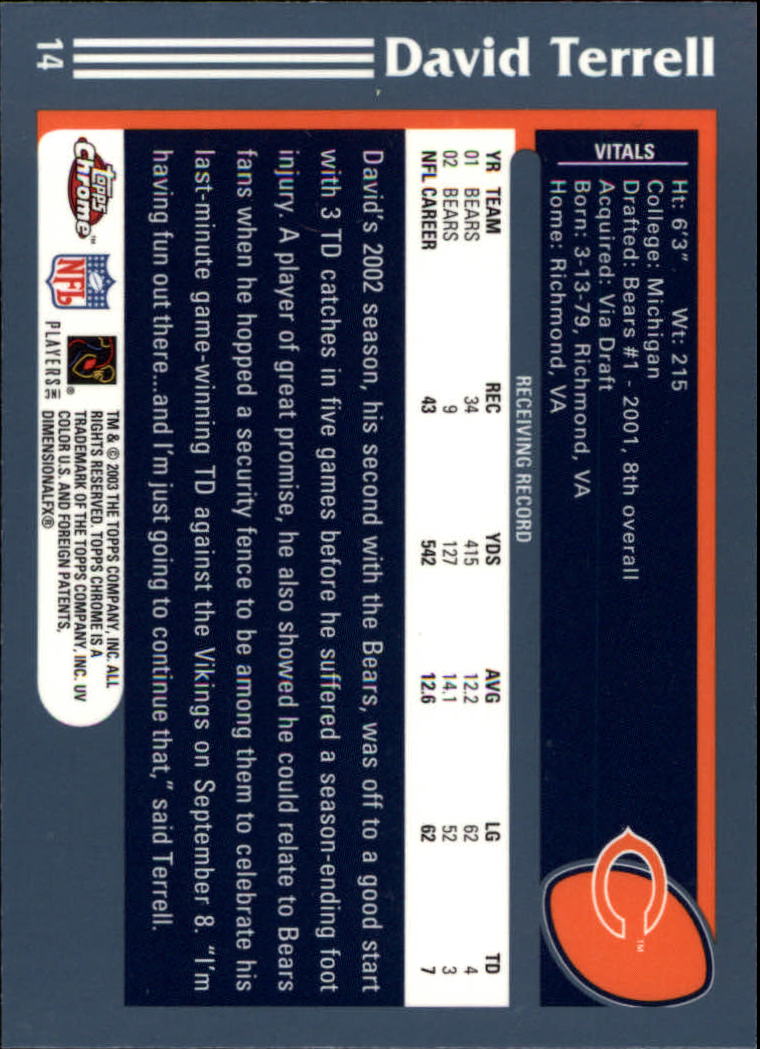 David Terrell
14
VITALS
Ht: 6'3" Wt: 215
College: Michigan
Drafted: Bears #1 - 2001, 8th overall
Acquired: Via Draft
Born: 3-13-79, Richmond, VA
Home: Richmond, VA
C
TM
RECEIVING RECORD
YR TEAM REC YDS AVG LG TD
01 BEARS 34 415 12.2 62 4
02 BEARS 9 127 14.1 52 3
NFL CAREER 43 542 12.6 62 7
David's 2002 season, his second with the Bears, was off to a good start
with 3 TD catches in five games before he suffered a season-ending foot
injury. A player of great promise, he also showed he could relate to Bears
fans when he hopped a security fence to be among them to celebrate his
last-minute game-winning TD against the Vikings on September 8. "I'm
having fun out there...and I'm just going to continue that," said Terrell.
Topps
Chrome™
NFL
PLAYERS INC
®
TM & © 2003 THE TOPPS COMPANY, INC. ALL
RIGHTS RESERVED. TOPPS CHROME IS A
TRADEMARK OF THE TOPPS COMPANY, INC. UV
COLOR U.S. AND FOREIGN PATENTS,
DIMENSIONALFX®